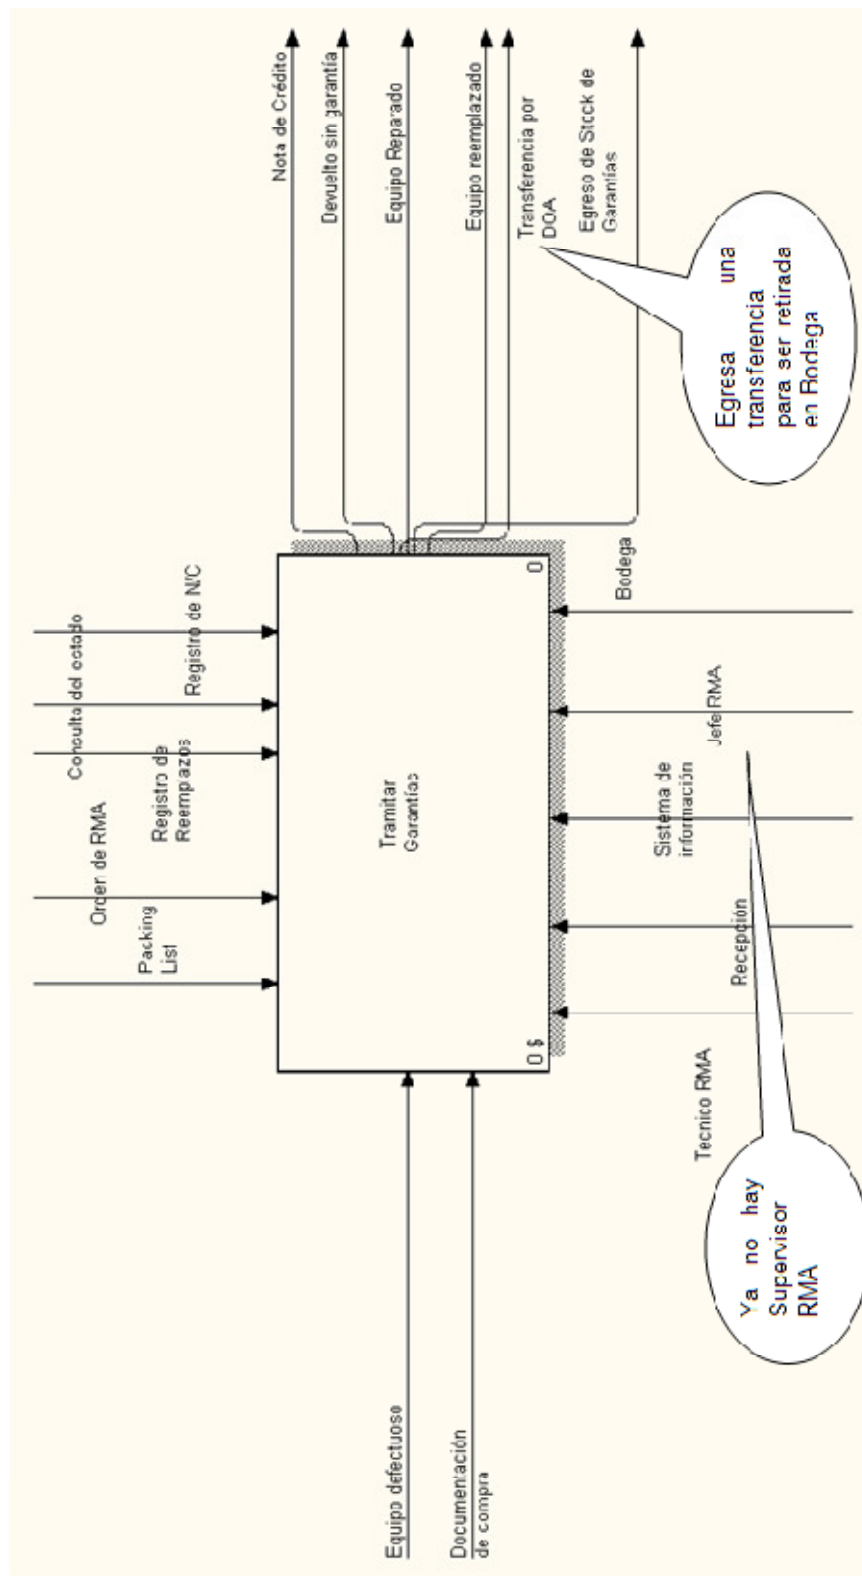 Packing
List
Orden de RMA
Registro de
Reemplazos
Consulta del estado
Registro de N/C
Equipo defectuoso
Documentación
de compra
Tramitar
Garantías
0 $
0
Nota de Crédito
Devuelto sin garantía
Equipo Reparado
Equipo reemplazado
Transferencia por
DOA
Egreso de Stock de
Garantías
Egresa una
transferencia
para ser retirada
en Bodega
Tecnico RMA
Recepción
Sistema de
información
Jefe RMA
Bodega
Ya no hay
Supervisor
RMA